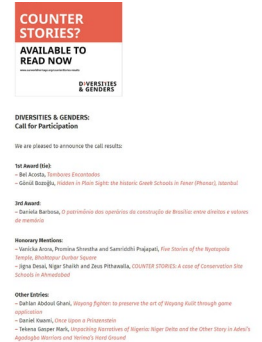 COUNTER
STORIES?
AVAILABLE TO
READ NOW
DIVERSITIES
& GENDERS
DIVERSITIES & GENDERS:
Call for Participation
We are pleased to announce the call results:
1st Award (tie):
– Bel Acosta, Tambores Encantados
– Gönül Bozoğlu, Hidden in Plain Sight: the historic Greek Schools in Fener (Phanar), Istanbul
3rd Award:
– Daniela Barbosa, O patrimônio dos operários da construção de Brasília entre direitos e valores
da memória
Honorary Mentions:
– Vanicka Arora, Promina Shrestha and Samriddhi Prajapati, Five Stories of the Nyatapola
Temple, Bhaktapur Durbar Square
– Jigna Desai, Nigar Shaikh and Zeus Pithawalla, COUNTER STORIES: A case of Conservation Site
Schools in Ahmedabad
Other Entries:
– Dahlan Abdoul Ghani, Wayang fighter: to preserve the art of Wayang Kulit through game
application
– Daniel Kwami, Once Upon a Prinzenstein
– Tekena Gasper Mark, Unpacking Narratives of Nigeria Niger Delta and the Other Story in Adesi's
Agadagba Warriors and Yerima's Hard Ground